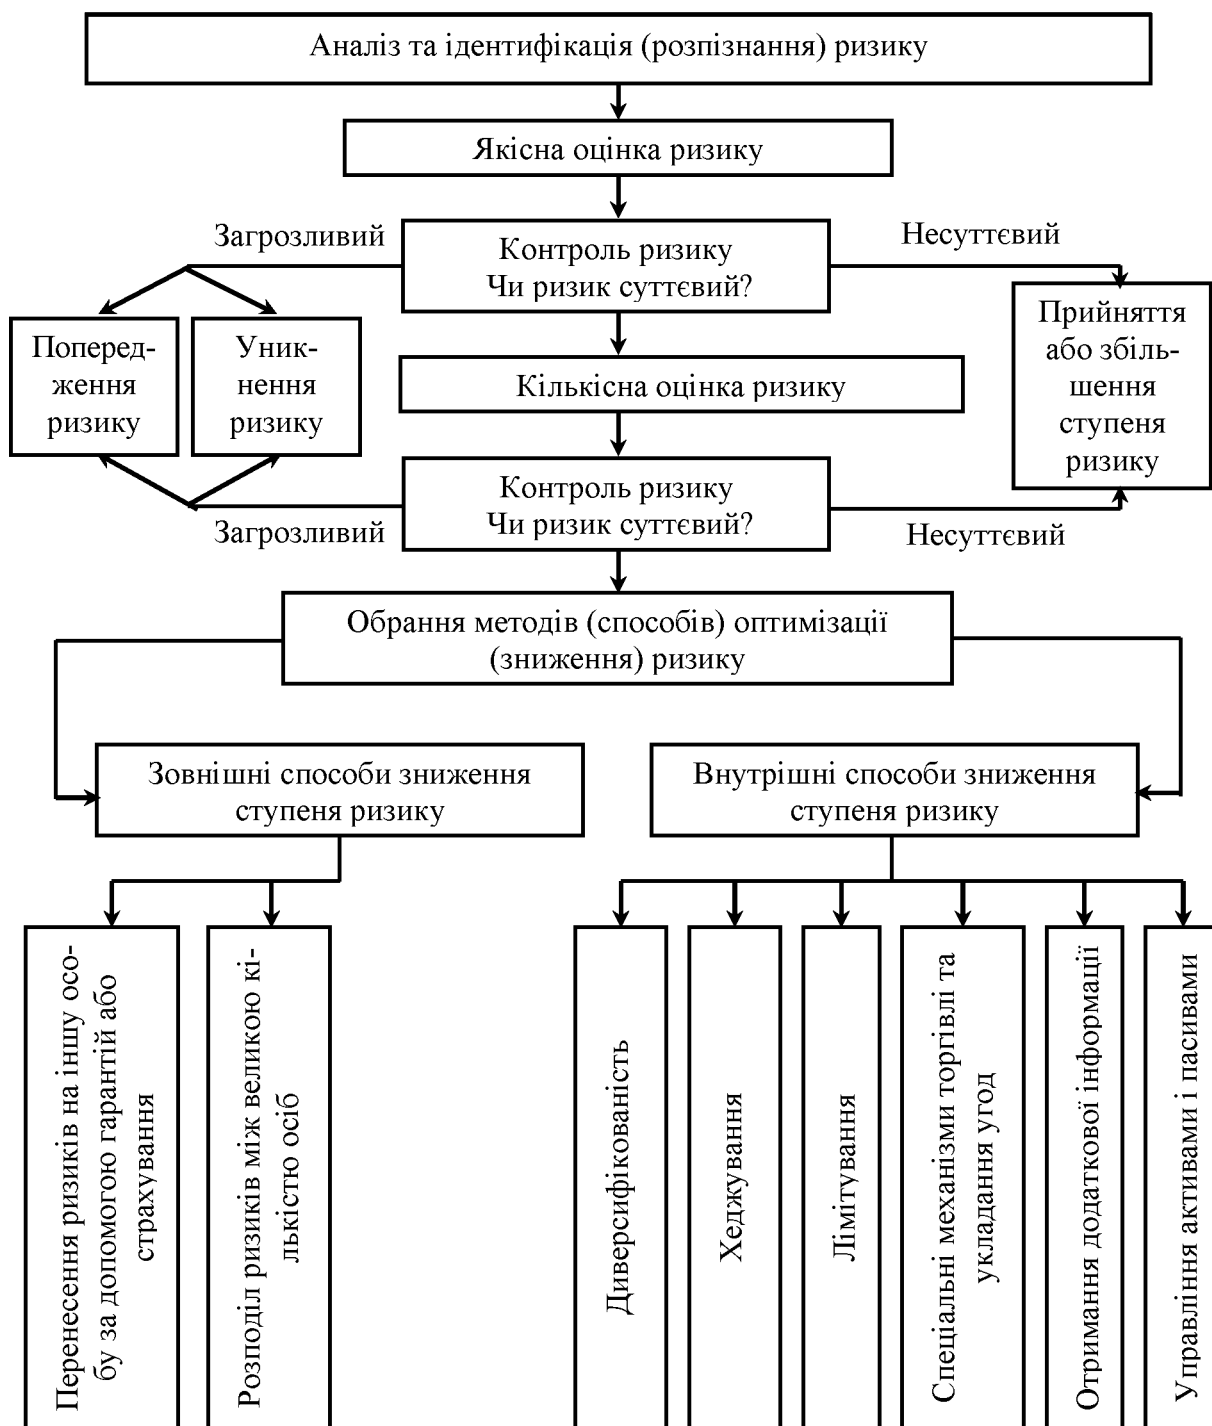 Аналіз та ідентифікація (розпізнання) ризику
Якісна оцінка ризику
Загрозливий
Контроль ризику
Чи ризик суттєвий?
Несуттєвий
Поперед-
ження
ризику
Уник-
нення
ризику
Прийняття
або збіль-
шення
ступеня
ризику
Кількісна оцінка ризику
Контроль ризику
Чи ризик суттєвий?
Загрозливий
Несуттєвий
Обрання методів (способів) оптимізації
(зниження) ризику
Зовнішні способи зниження
ступеня ризику
Внутрішні способи зниження
ступеня ризику
Перенесення ризиків на іншу осо-
бу за допомогою гарантій або
страхування
Розподіл ризиків між великою кі-
лькістю осіб
Диверсифікованість
Хеджування
Лімітування
Спеціальні механізми торгівлі та
укладання угод
Отримання додаткової інформації
Управління активами і пасивами